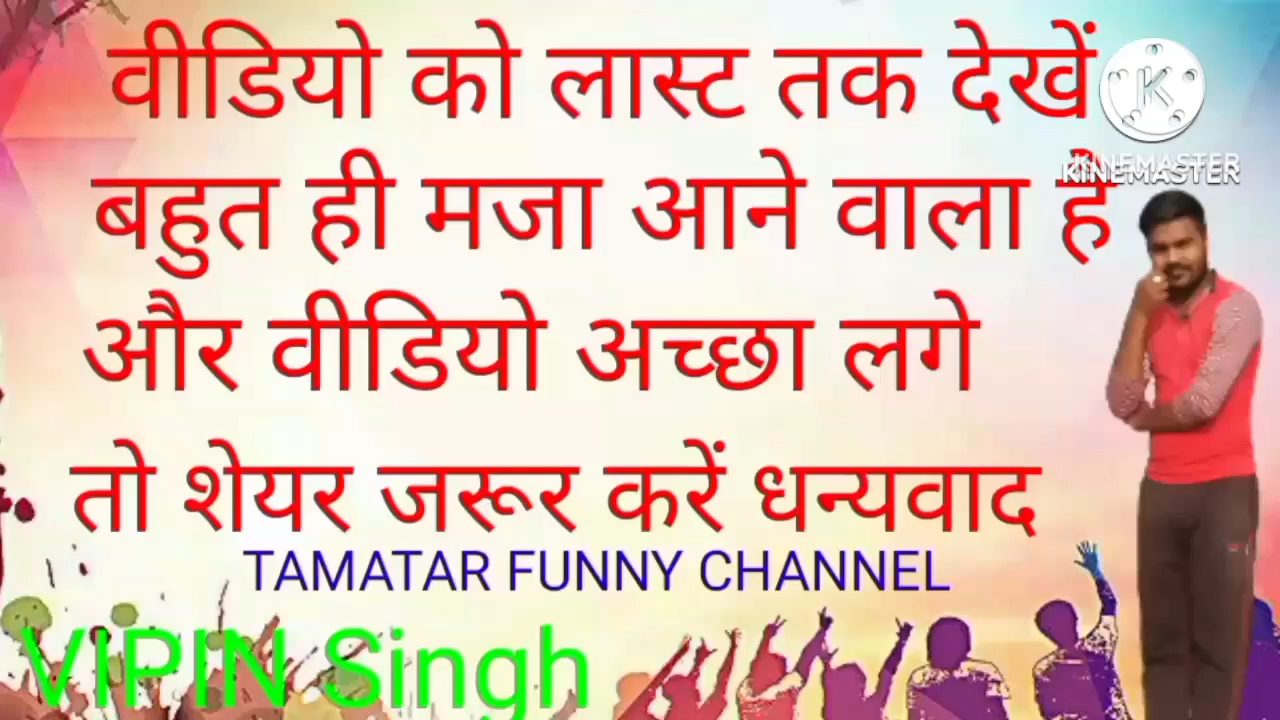 वीडियो को लास्ट तक देखें
KINEMASTER
बहुत ही मजा आने वाला है
और वीडियो अच्छा लगे
तो शेयर जरूर करें धन्यवाद
TAMATAR FUNNY CHANNEL
VIPIN Singh